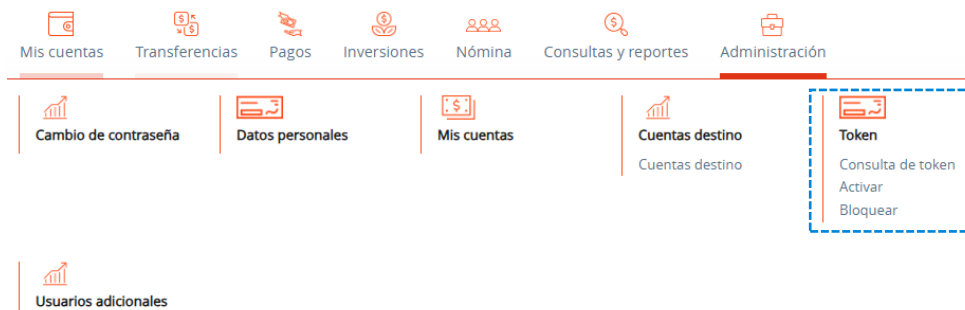 Mis cuentas Transferencias Pagos Inversiones Nómina Consultas y reportes Administración
Cambio de contraseña Datos personales Mis cuentas Cuentas destino Token
Cuentas destino Consulta de token
Activar
Bloquear
Usuarios adicionales